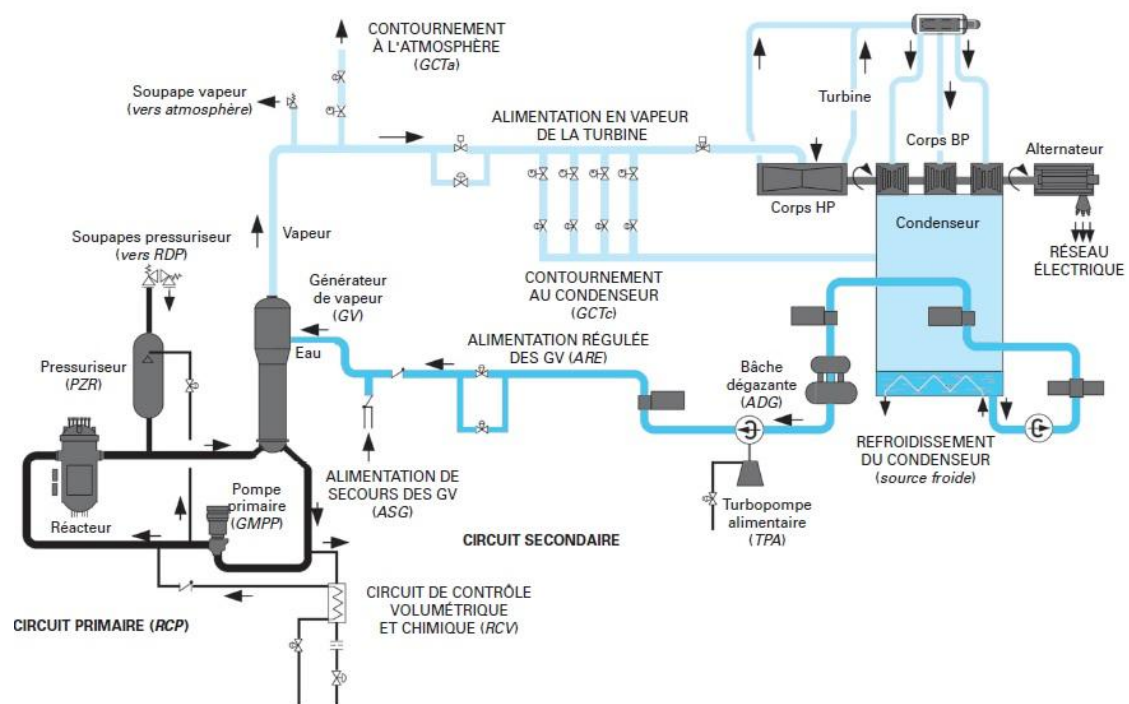 CONTOURNEMENT
À L'ATMOSPHÈRE
(GCTa)
Soupape vapeur
(vers atmosphère)
ALIMENTATION EN VAPEUR
DE LA TURBINE
Turbine
Corps BP
Alternateur
Corps HP
Condenseur
RÉSEAU
ÉLECTRIQUE
Soupapes pressuriseur
(vers RDP)
Vapeur
Générateur
de vapeur
(GV)
CONTOURNEMENT
AU CONDENSEUR
(GCTc)
Eau
ALIMENTATION RÉGULÉE
DES GV (ARE)
Pressuriseur
(PZR)
Bâche
dégazante
(ADG)
REFROIDISSEMENT
DU CONDENSEUR
(source froide)
ALIMENTATION DE
SECOURS DES GV
(ASG)
Pompe
primaire
(GMPP)
Réacteur
Turbopompe
alimentaire
(TPA)
CIRCUIT SECONDAIRE
CIRCUIT DE CONTRÔLE
VOLUMÉTRIQUE
ET CHIMIQUE (RCV)
CIRCUIT PRIMAIRE (RCP)